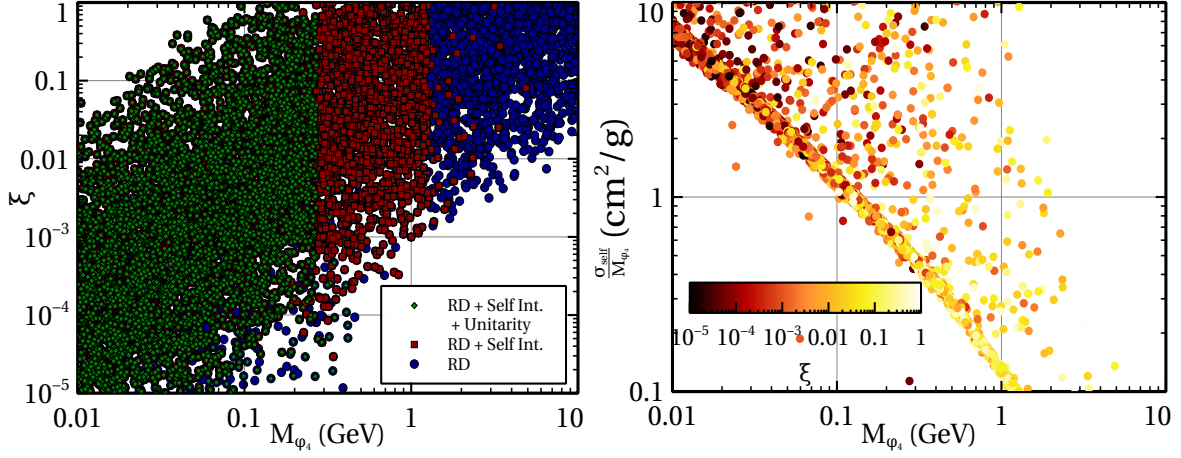 1
0.1
0.01
10⁻³
10⁻⁴
10⁻⁵
ξ
0.01
0.1
1
10
M_φ₄ (GeV)
RD + Self Int.
+ Unitarity
RD + Self Int.
RD
10
1
0.1
σ_self/M_φ₄ (cm²/g)
10⁻⁵ 10⁻⁴ 10⁻³ 0.01 0.1 1
ξ
0.01
0.1
1
10
M_φ₄ (GeV)